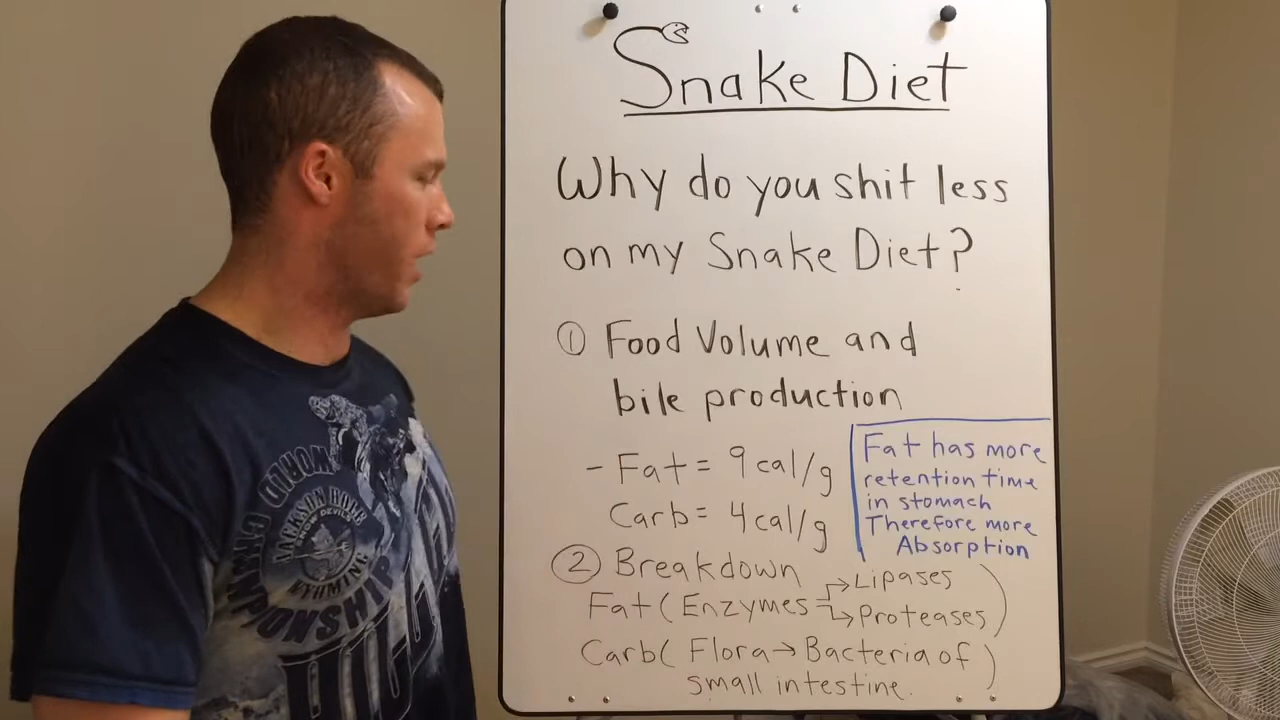 Snake Diet
Why do you shit less
on my Snake Diet?
① Food Volume and
bile production
- Fat = 9 cal/g
Carb = 4 cal/g
Fat has more
retention time
in stomach
Therefore more
Absorption
② Breakdown
Fat ( Enzymes → Lipases
→ Proteases )
Carb ( Flora → Bacteria of
small intestine. )
WORLD
CHAMPIONSHIP
JACKSON HOLE
SNOW DEVILS
WYOMING